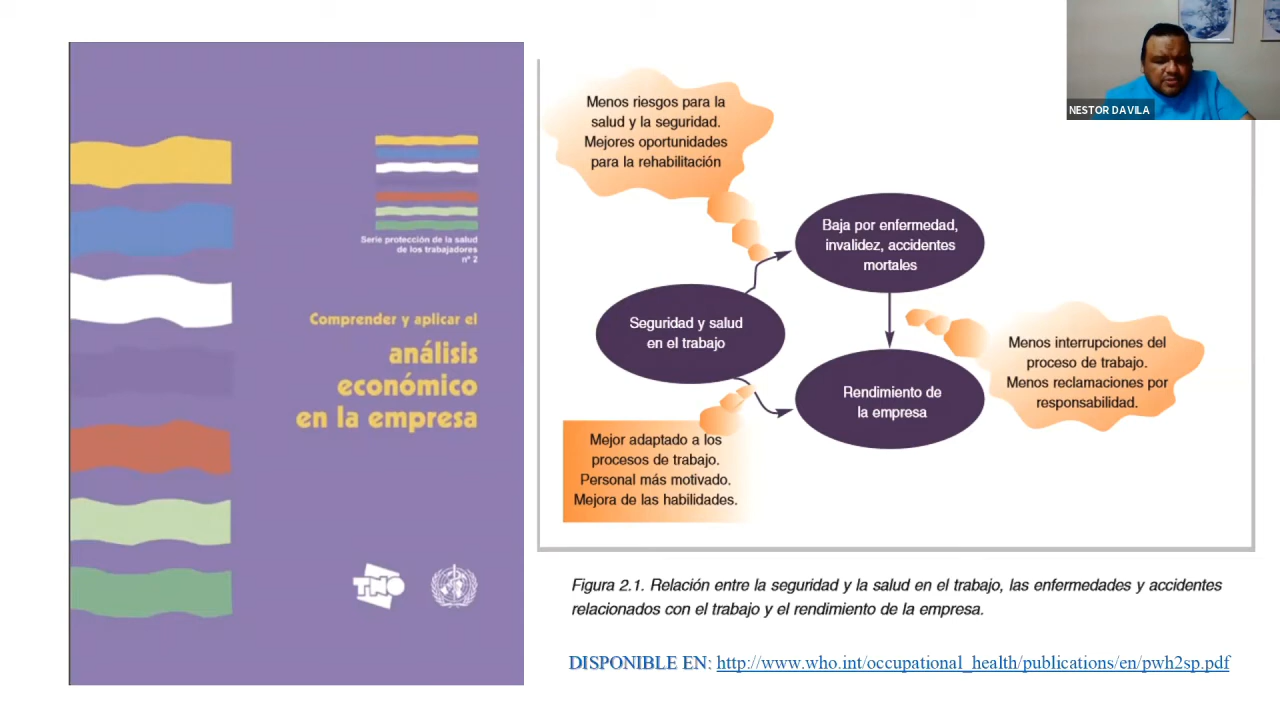 Serie protección de la salud
de los trabajadores
nº 2
Comprender y aplicar el
análisis
económico
en la empresa
TNO
Menos riesgos para la
salud y la seguridad.
Mejores oportunidades
para la rehabilitación
Baja por enfermedad,
invalidez, accidentes
mortales
Seguridad y salud
en el trabajo
Menos interrupciones del
proceso de trabajo.
Menos reclamaciones por
responsabilidad.
Rendimiento de
la empresa
Mejor adaptado a los
procesos de trabajo.
Personal más motivado.
Mejora de las habilidades.
Figura 2.1. Relación entre la seguridad y la salud en el trabajo, las enfermedades y accidentes
relacionados con el trabajo y el rendimiento de la empresa.
DISPONIBLE EN: http://www.who.int/occupational_health/publications/en/pwh2sp.pdf
NESTOR DAVILA